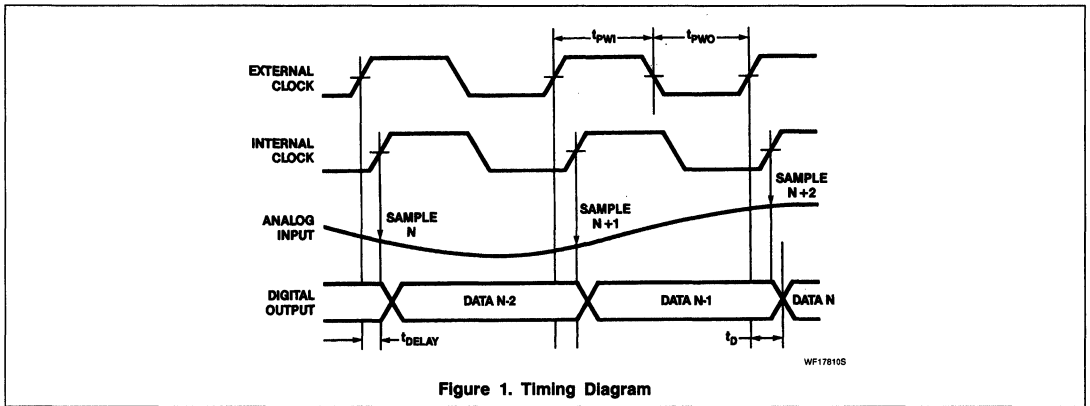 tPWI
tPWO
EXTERNAL
CLOCK
INTERNAL
CLOCK
SAMPLE
N+2
SAMPLE
N
SAMPLE
N+1
ANALOG
INPUT
DIGITAL
OUTPUT
DATA N-2
DATA N-1
DATA N
tDELAY
tD
WF17810S
Figure 1. Timing Diagram